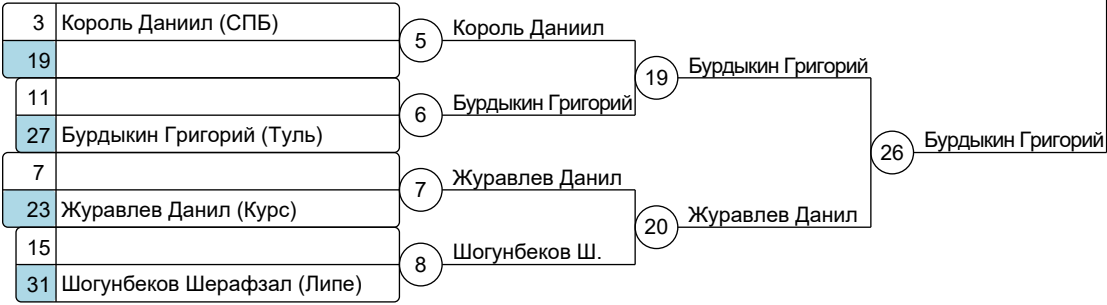 3 Король Даниил (СПБ)
19
11
27 Бурдыкин Григорий (Туль)
7
23 Журавлев Данил (Курс)
15
31 Шогунбеков Шерафзал (Липе)
5 Король Даниил
6 Бурдыкин Григорий
7 Журавлев Данил
8 Шогунбеков Ш.
19 Бурдыкин Григорий
20 Журавлев Данил
26 Бурдыкин Григорий